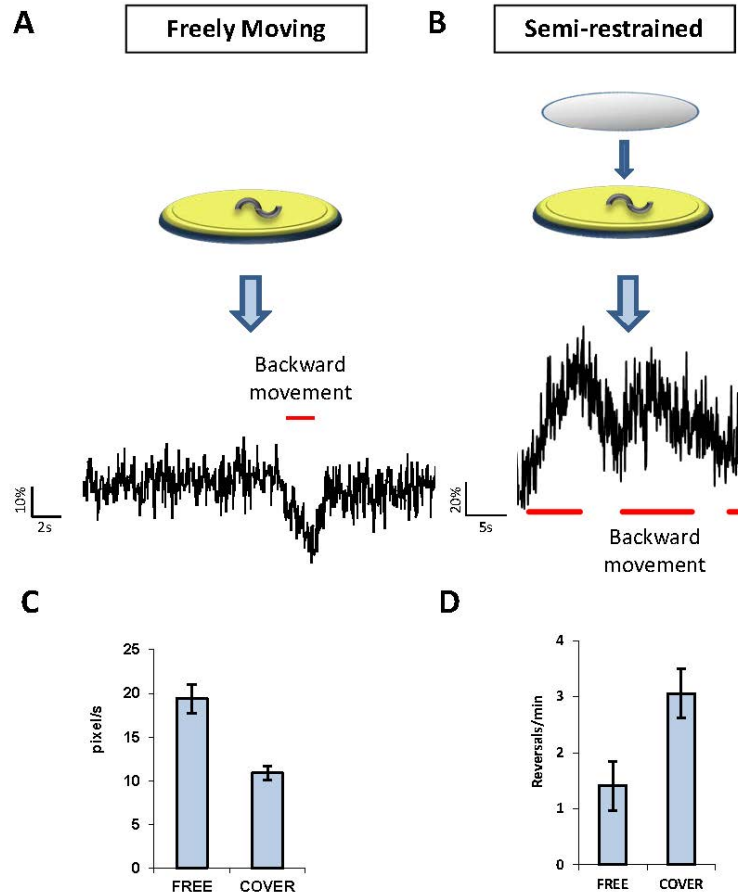 A
Freely Moving
B
Semi-restrained
Backward
movement
10%
2s
20%
5s
Backward
movement
C
D
25
20
15
10
5
0
pixel/s
FREE
COVER
4
3
2
1
0
Reversals/min
FREE
COVER